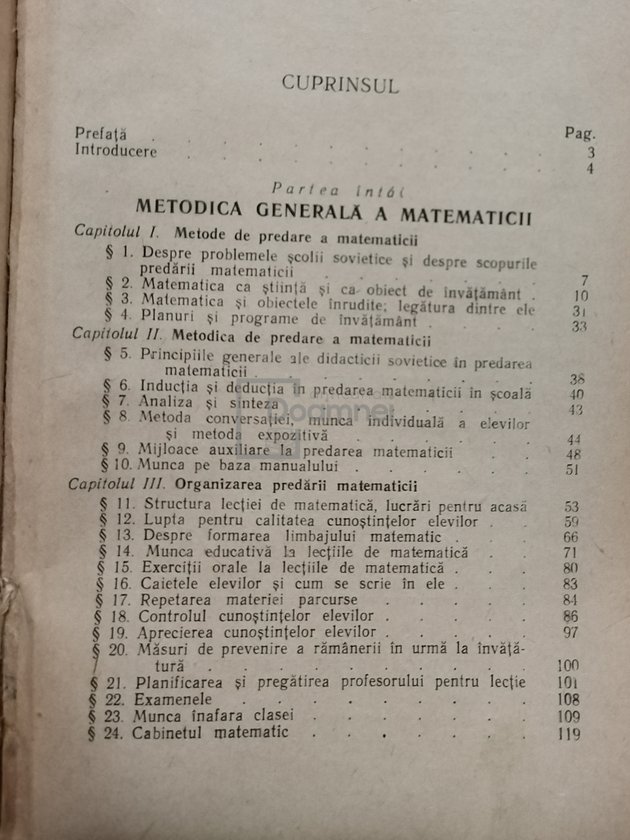 CUPRINSUL
Pag.
Prefață . . . . . . . . . 3
Introducere . . . . . . . . . 4
Partea întâi
METODICA GENERALĂ A MATEMATICII
Capitolul I. Metode de predare a matematicii
§ 1. Despre problemele școlii sovietice și despre scopurile
predării matematicii . . . . . . 7
§ 2. Matematica ca știință și ca obiect de învățământ . 10
§ 3. Matematica și obiectele înrudite; legătura dintre ele 31
§ 4. Planuri și programe de învățământ . . . . 33
Capitolul II. Metodica de predare a matematicii
§ 5. Principiile generale ale didacticii sovietice în predarea
matematicii . . . . . . . 38
§ 6. Inducția și deducția în predarea matematicii în școală 40
§ 7. Analiza și sinteza . . . . . . 43
§ 8. Metoda conversației, munca individuală a elevilor
și metoda expozitivă . . . . . 44
§ 9. Mijloace auxiliare la predarea matematicii . . 48
§ 10. Munca pe baza manualului . . . . . 51
Capitolul III. Organizarea predării matematicii
§ 11. Structura lecției de matematică, lucrări pentru acasă 53
§ 12. Lupta pentru calitatea cunoștințelor elevilor . . 59
§ 13. Despre formarea limbajului matematic . . . 66
§ 14. Munca educativă la lecțiile de matematică . . 71
§ 15. Exerciții orale la lecțiile de matematică . . . 80
§ 16. Caietele elevilor și cum se scrie în ele . . . 83
§ 17. Repetarea materiei parcurse . . . . . 84
§ 18. Controlul cunoștințelor elevilor . . . . 86
§ 19. Aprecierea cunoștințelor elevilor . . . . 97
§ 20. Măsuri de prevenire a rămânerii în urmă la învăță-
tură . . . . . . . . 100
§ 21. Planificarea și pregătirea profesorului pentru lecție 101
§ 22. Examenele . . . . . . . 108
§ 23. Munca înafara clasei . . . . . 109
§ 24. Cabinetul matematic . . . . . . 119
Doamnei